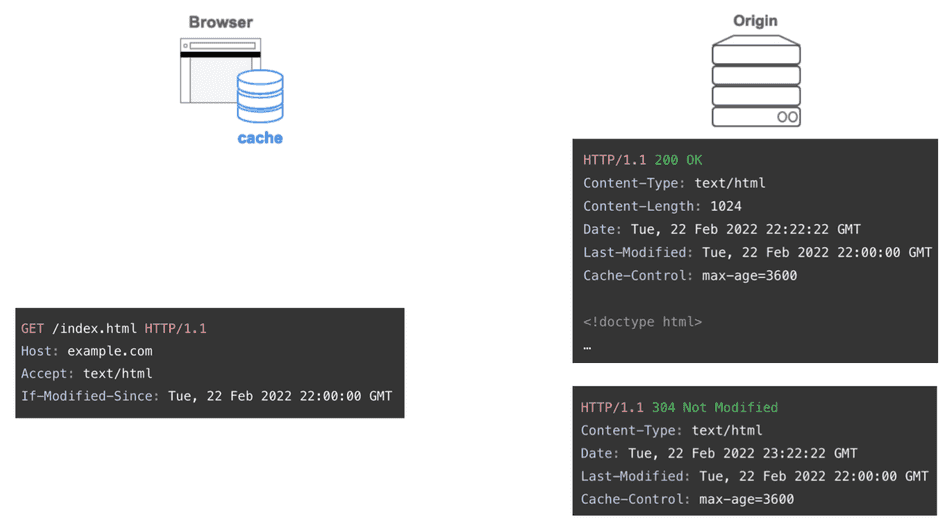 Browser
cache
Origin
HTTP/1.1 200 OK
Content-Type: text/html
Content-Length: 1024
Date: Tue, 22 Feb 2022 22:22:22 GMT
Last-Modified: Tue, 22 Feb 2022 22:00:00 GMT
Cache-Control: max-age=3600
<!doctype html>
…
GET /index.html HTTP/1.1
Host: example.com
Accept: text/html
If-Modified-Since: Tue, 22 Feb 2022 22:00:00 GMT
HTTP/1.1 304 Not Modified
Content-Type: text/html
Date: Tue, 22 Feb 2022 23:22:22 GMT
Last-Modified: Tue, 22 Feb 2022 22:00:00 GMT
Cache-Control: max-age=3600